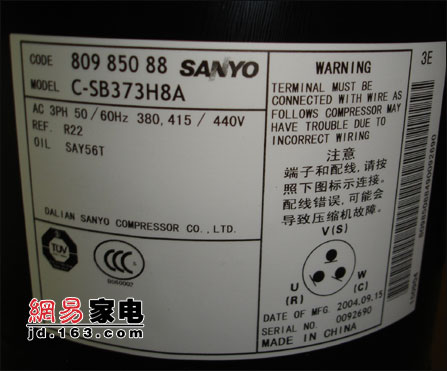 CODE 809 850 88 SANYO
MODEL C-SB373H8A
AC 3PH 50/60Hz 380,415 / 440V
REF. R22
OIL SAY56T
DALIAN SANYO COMPRESSOR CO., LTD.
TUV
CCC
WARNING
TERMINAL MUST BE
CONNECTED WITH WIRE AS
FOLLOWS COMPRESSOR MAY
HAVE TROUBLE DUE TO
INCORRECT WIRING
注意
端子和配线,请按
照下图标示连接。
配线错误,可能会
导致压缩机故障。
V(S)
U
(R)
W
(C)
DATE OF MFG. 2004.09.15
SERIAL NO. 0092690
MADE IN CHINA
3E
網易家电
jd.163.com